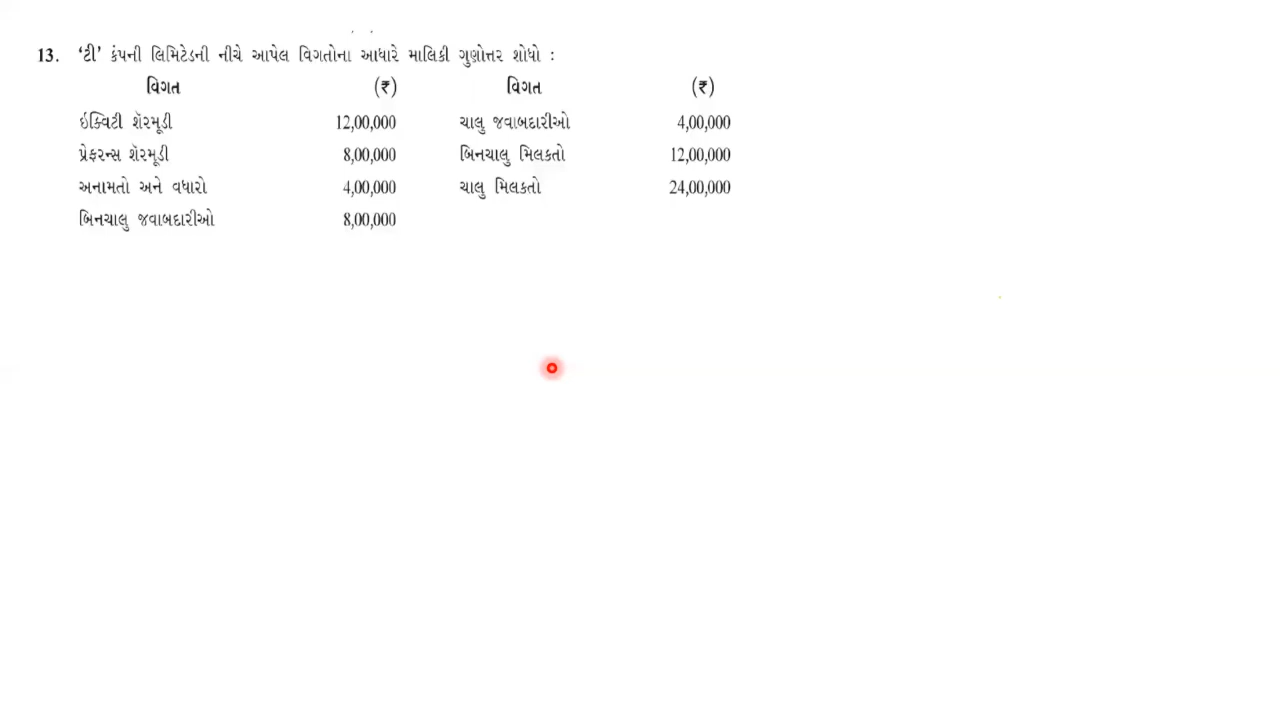 13. ‘ટી’ કંપની લિમિટેડની નીચે આપેલ વિગતોના આધારે માલિકી ગુણોત્તર શોધો :
વિગત (₹) વિગત (₹)
ઇક્વિટી શૅરમૂડી 12,00,000 ચાલુ જવાબદારીઓ 4,00,000
પ્રેફરન્સ શૅરમૂડી 8,00,000 બિનચાલુ મિલકતો 12,00,000
અનામતો અને વધારો 4,00,000 ચાલુ મિલકતો 24,00,000
બિનચાલુ જવાબદારીઓ 8,00,000